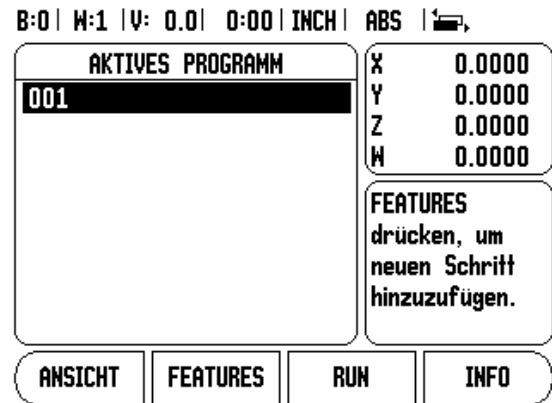 B:0 | W:1 | V: 0.0 | 0:00 | INCH | ABS |
AKTIVES PROGRAMM
001
X 0.0000
Y 0.0000
Z 0.0000
W 0.0000
FEATURES
drücken, um
neuen Schritt
hinzuzufügen.
ANSICHT FEATURES RUN INFO